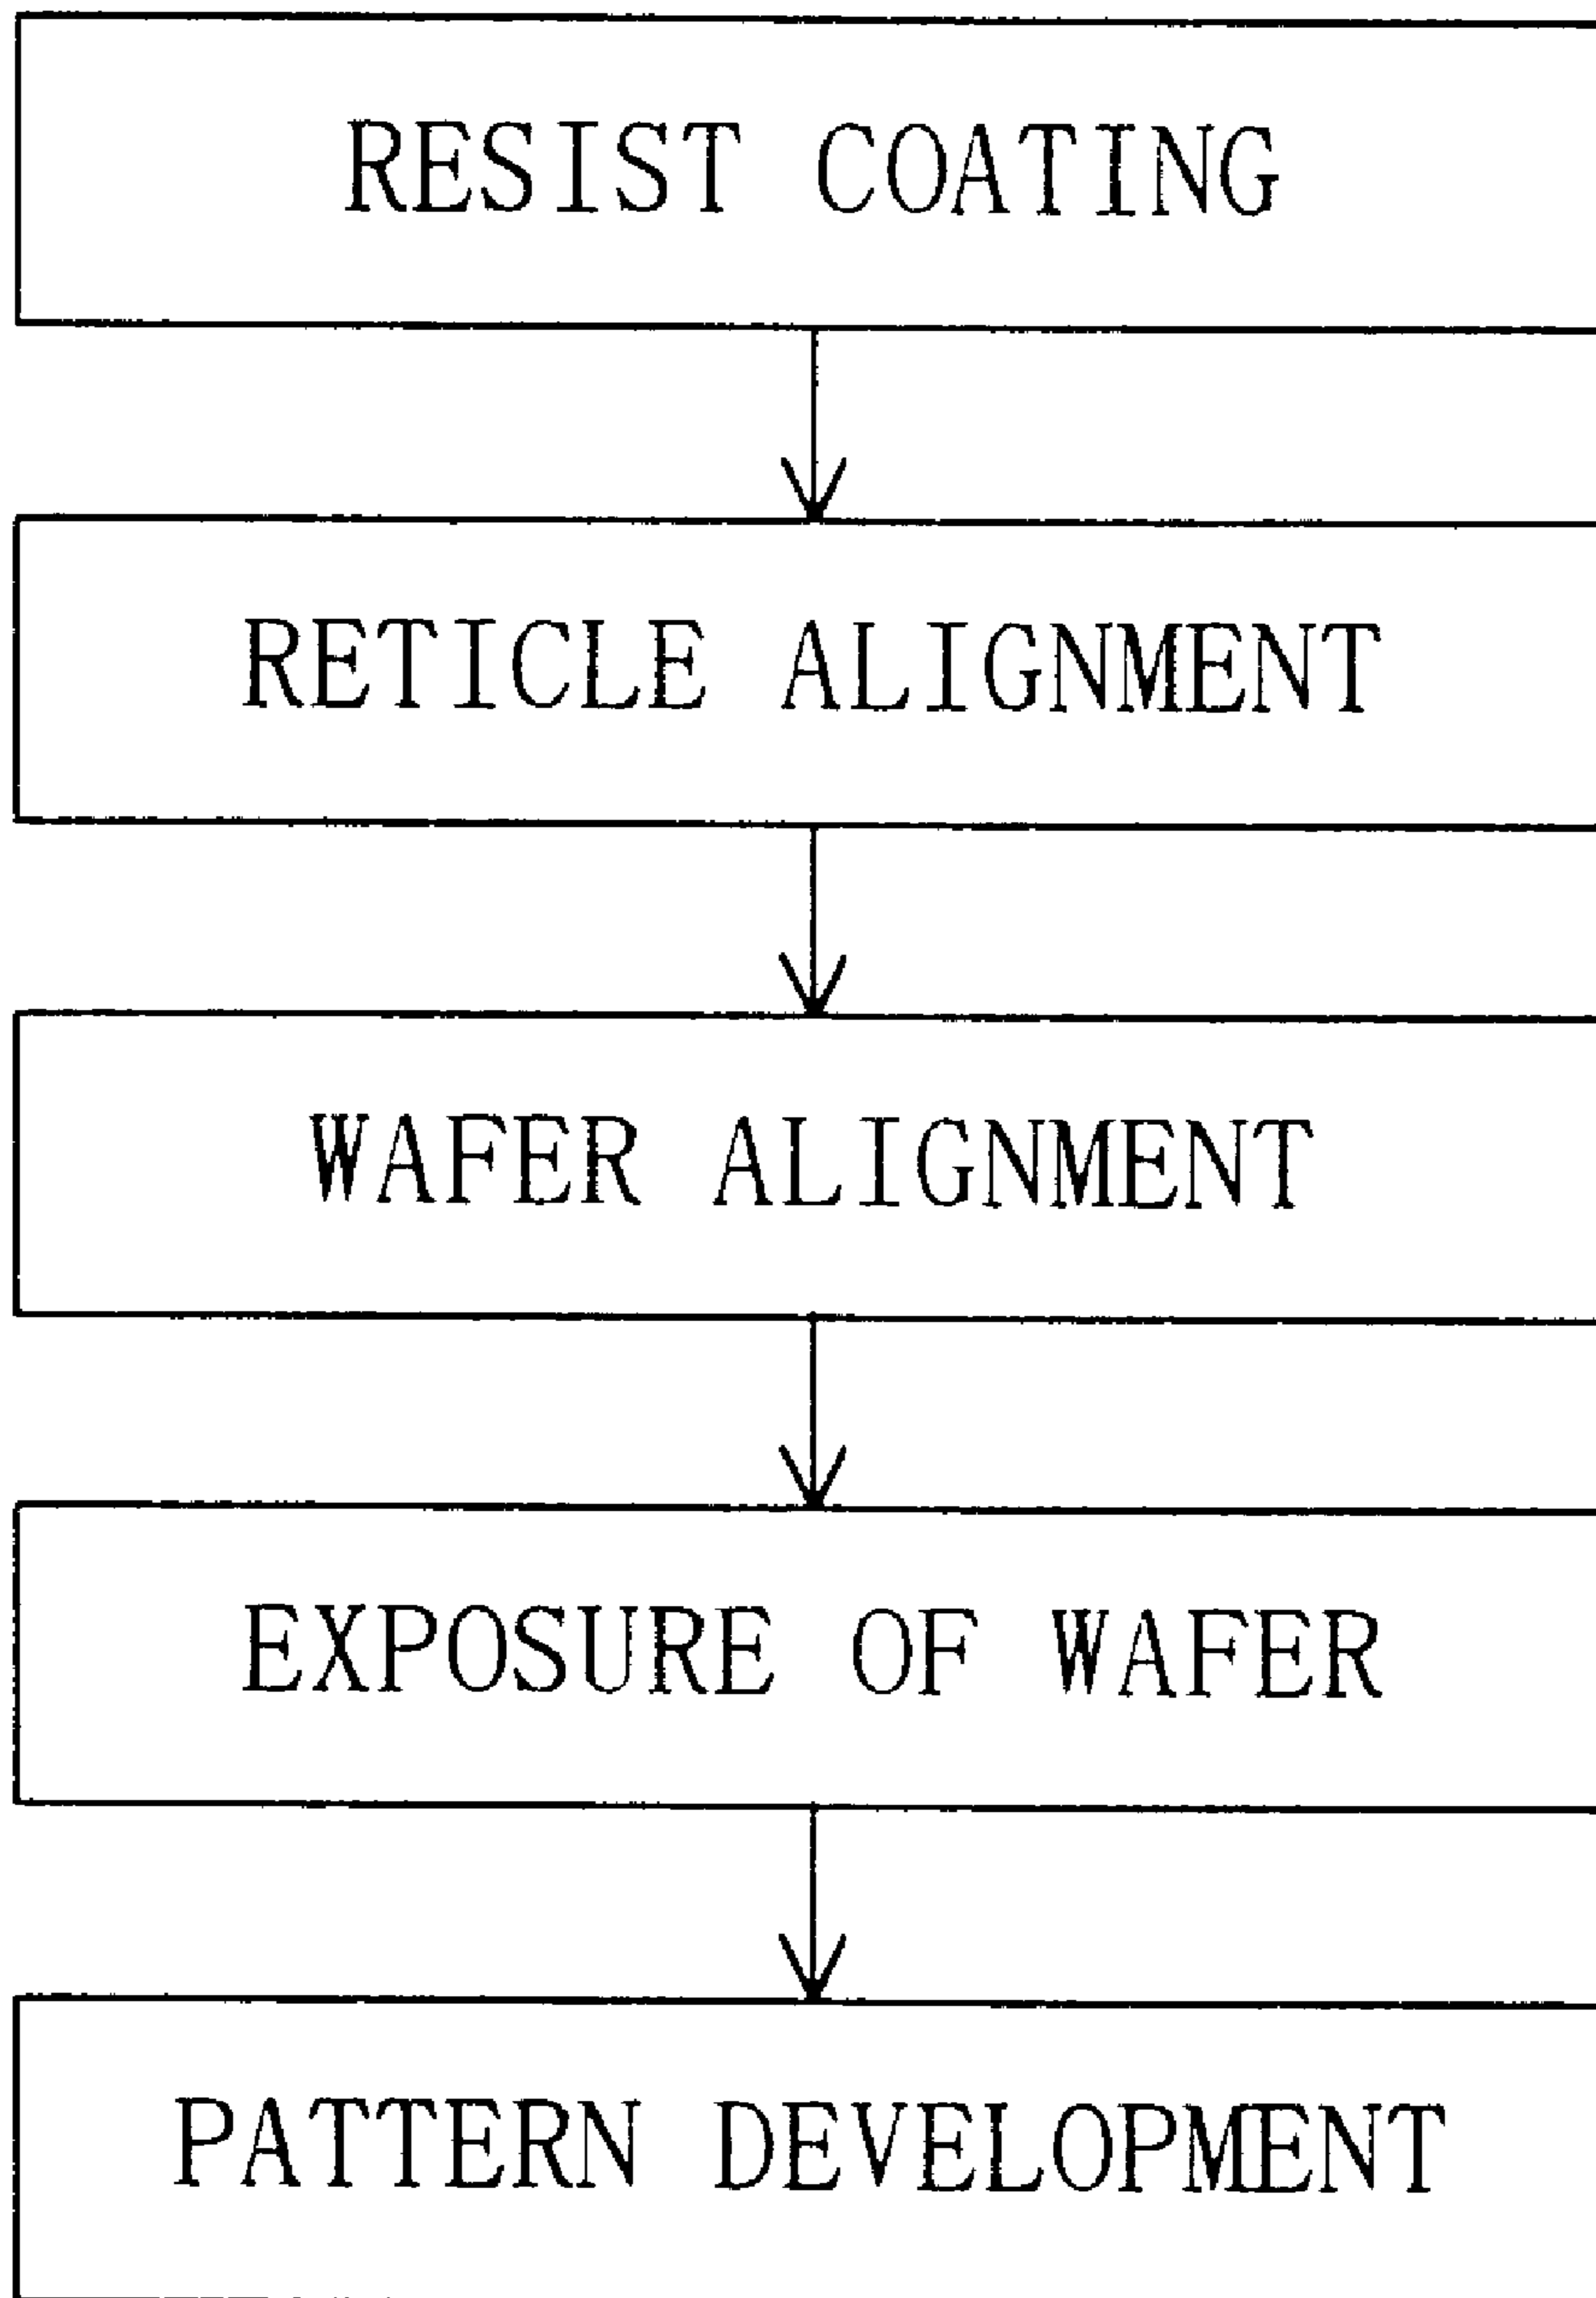 RESIST COATING
RETICLE ALIGNMENT
WAFER ALIGNMENT
EXPOSURE OF WAFER
PATTERN DEVELOPMENT